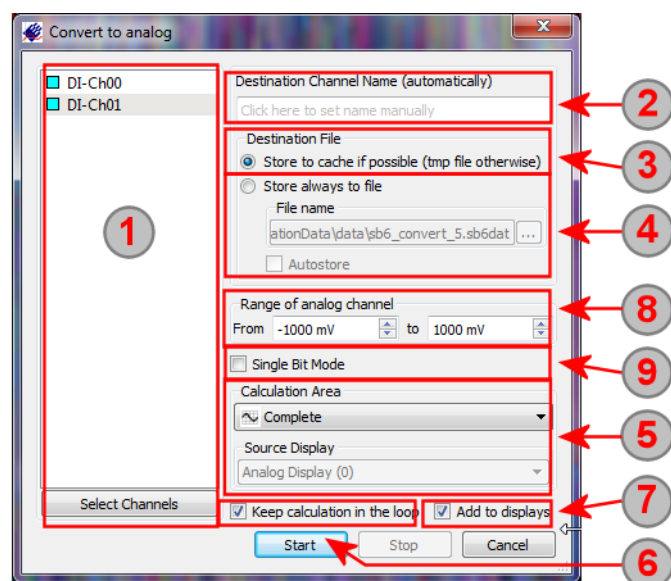 Convert to analog
DI-Ch00
DI-Ch01
Select Channels
1
Destination Channel Name (automatically)
Click here to set name manually
2
Destination File
Store to cache if possible (tmp file otherwise)
3
Store always to file
File name
ationData\data\sb6_convert_5.sb6dat ...
Autostore
4
Range of analog channel
From -1000 mV to 1000 mV
8
Single Bit Mode
9
Calculation Area
Complete
Source Display
Analog Display (0)
5
Keep calculation in the loop
Add to displays
7
Start Stop Cancel
6